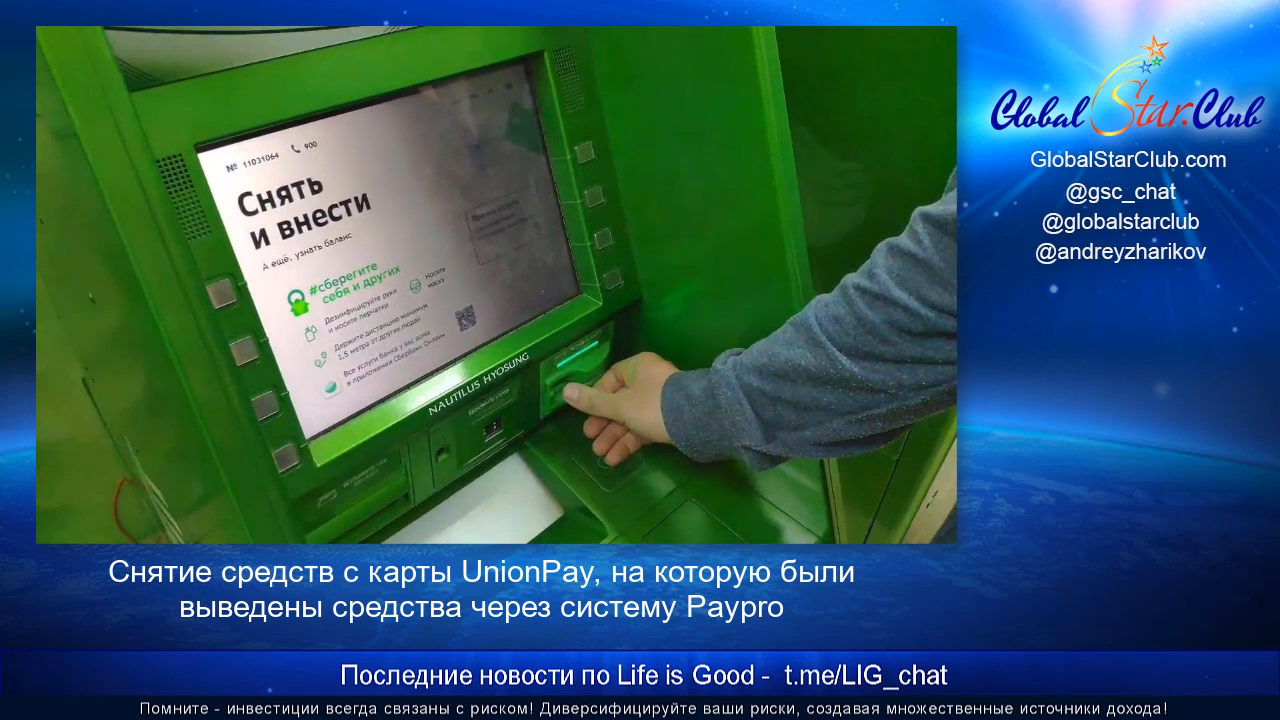 № 11031064 900
Снять
и внести
А ещё, узнать баланс
#сберегите
себя и других
Дезинфицируйте руки
и носите перчатки
Носите
маску
Держите дистанцию минимум
1,5 метра от других людей
Все услуги банка у вас дома
в приложении Сбербанк Онлайн
NAUTILUS HYOSUNG
Global Star.Club
GlobalStarClub.com
@gsc_chat
@globalstarclub
@andreyzharikov
Снятие средств с карты UnionPay, на которую были
выведены средства через систему Paypro
Последние новости по Life is Good - t.me/LIG_chat
Помните - инвестиции всегда связаны с риском! Диверсифицируйте ваши риски, создавая множественные источники дохода!